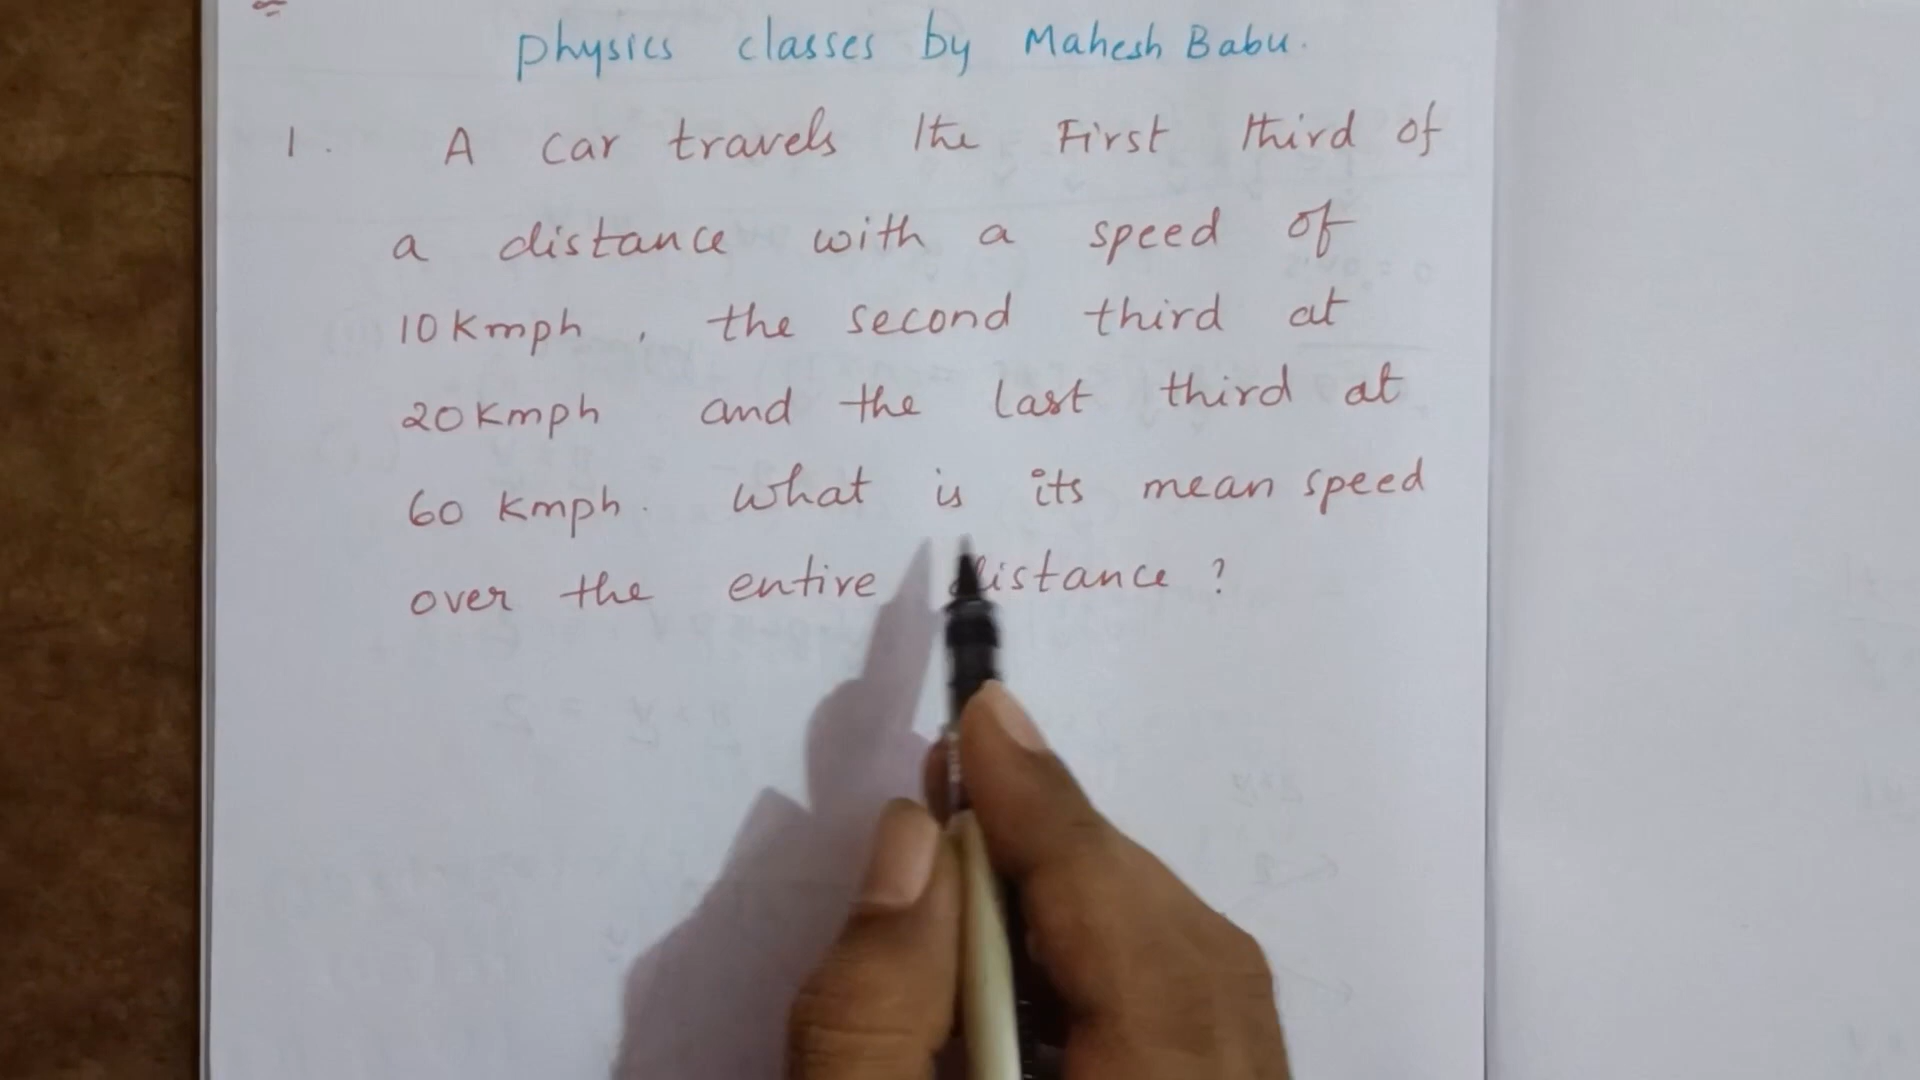 physics classes by Mahesh Babu.
1. A car travels the First third of
a distance with a speed of
10 Kmph, the second third at
20 Kmph and the last third at
60 Kmph. What is its mean speed
over the entire distance?